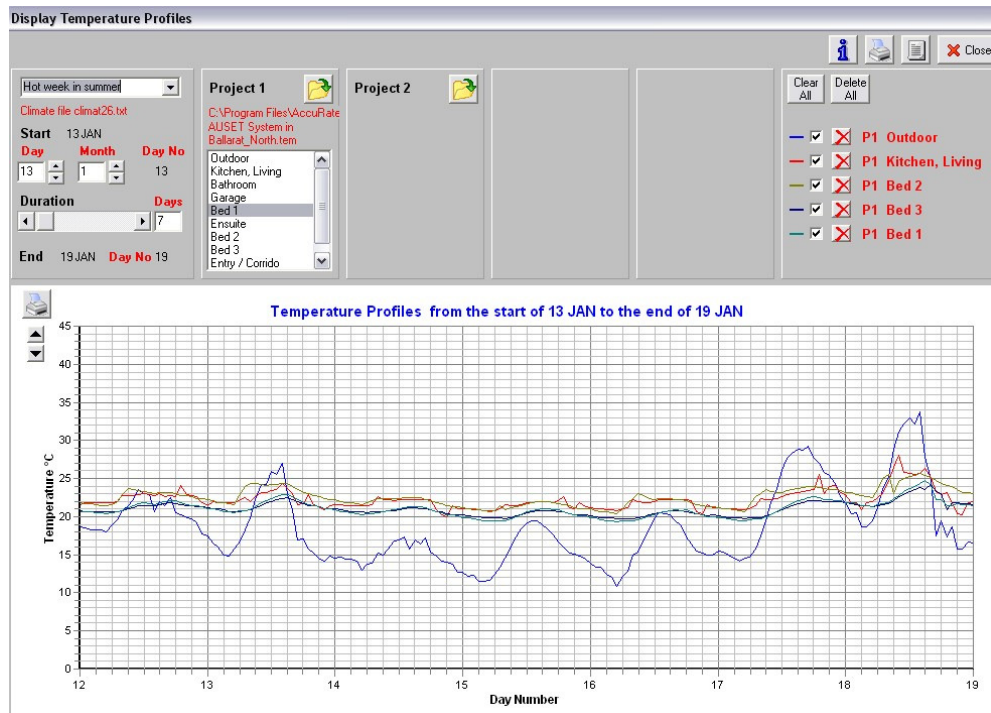 Display Temperature Profiles
Close
Hot week in summer
Climate file climat26.txt
Start 13 JAN
Day Month Day No
13 1 13
Duration Days
7
End 19 JAN Day No 19
Project 1
C:\Program Files\AccuRate
AUSET System in
Ballarat_North.tem
Outdoor
Kitchen, Living
Bathroom
Garage
Bed 1
Ensuite
Bed 2
Bed 3
Entry / Corrido
Project 2
Clear All
Delete All
P1 Outdoor
P1 Kitchen, Living
P1 Bed 2
P1 Bed 3
P1 Bed 1
Temperature Profiles from the start of 13 JAN to the end of 19 JAN
Temperature °C
45
40
35
30
25
20
15
10
5
0
12 13 14 15 16 17 18 19
Day Number